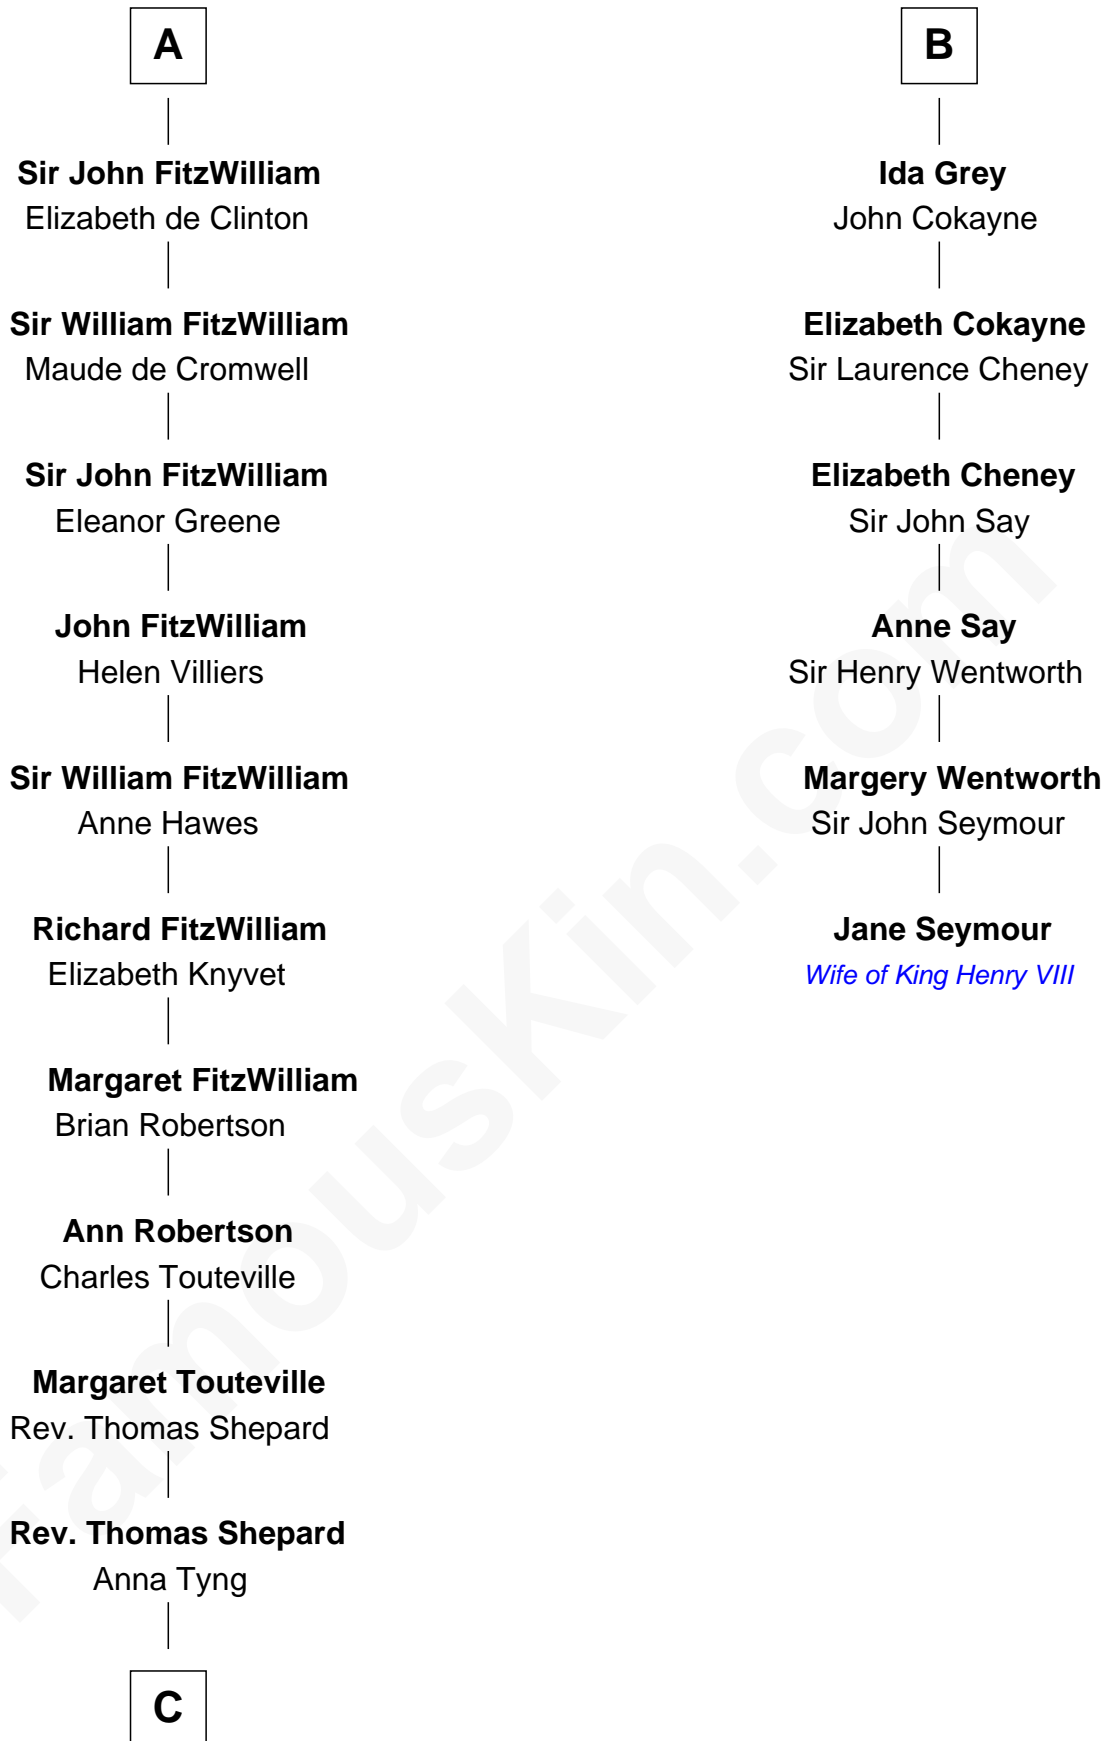 A
Sir John FitzWilliam
Elizabeth de Clinton
Sir William FitzWilliam
Maude de Cromwell
Sir John FitzWilliam
Eleanor Greene
John FitzWilliam
Helen Villiers
Sir William FitzWilliam
Anne Hawes
Richard FitzWilliam
Elizabeth Knyvet
Margaret FitzWilliam
Brian Robertson
Ann Robertson
Charles Touteville
Margaret Touteville
Rev. Thomas Shepard
Rev. Thomas Shepard
Anna Tyng
C
B
Ida Grey
John Cokayne
Elizabeth Cokayne
Sir Laurence Cheney
Elizabeth Cheney
Sir John Say
Anne Say
Sir Henry Wentworth
Margery Wentworth
Sir John Seymour
Jane Seymour
Wife of King Henry VIII
FamousKin.com